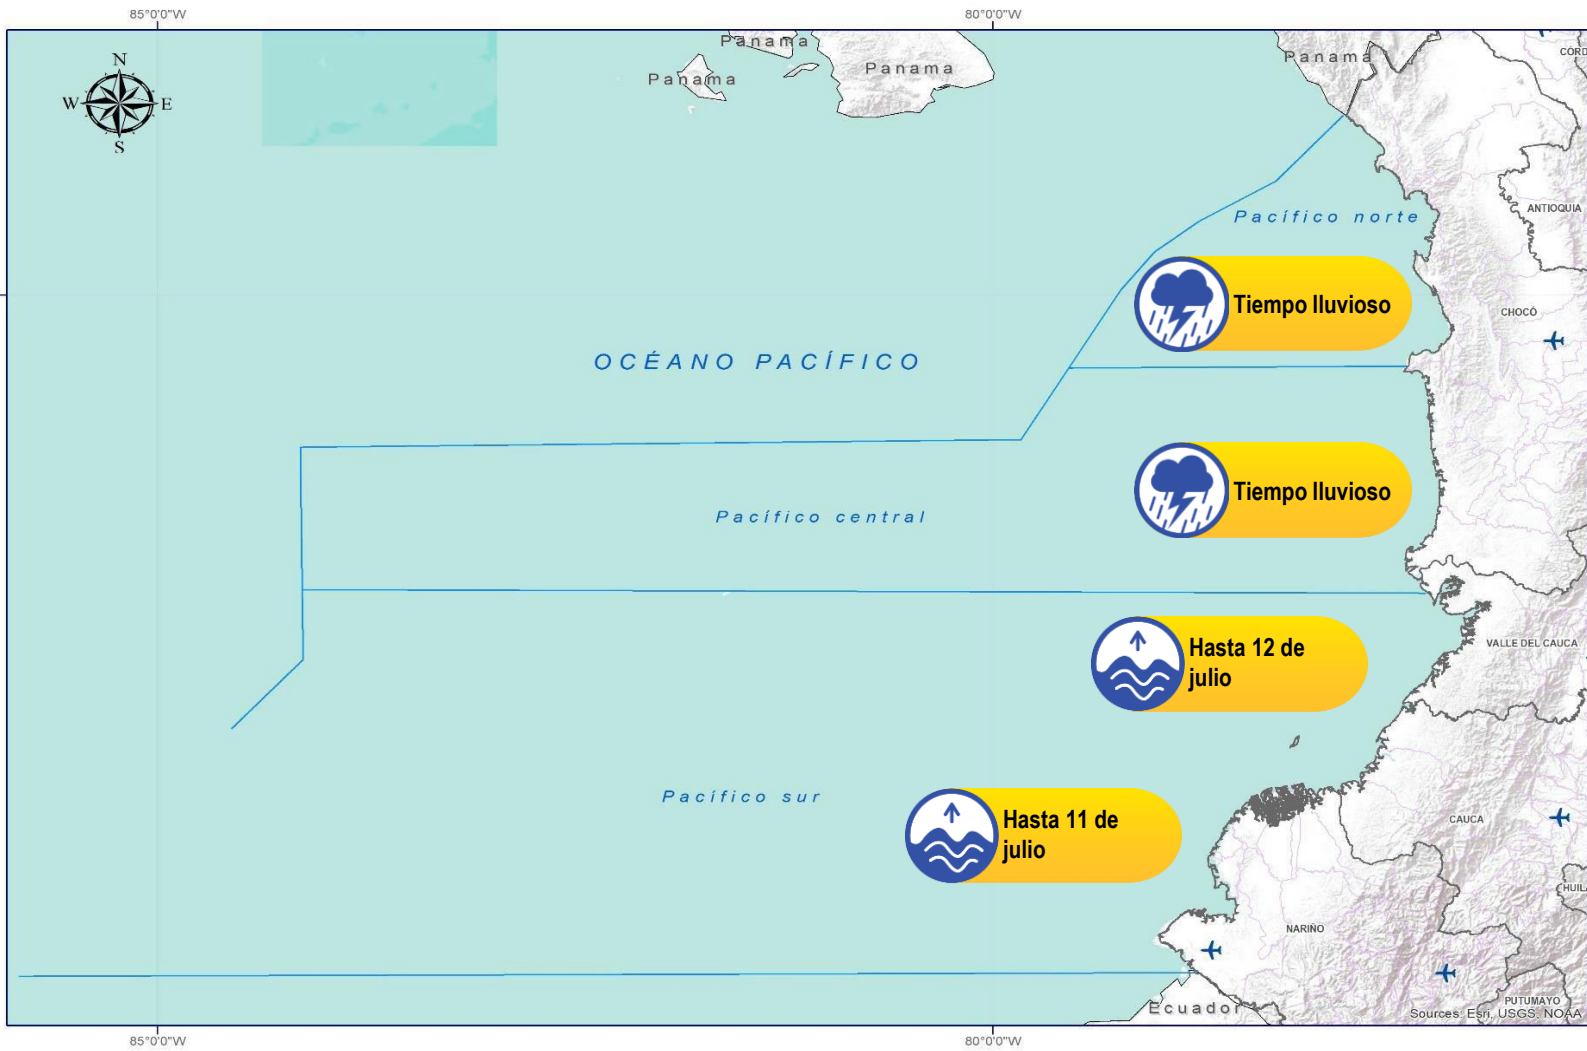 85°0'0"W
80°0'0"W
N
W
E
S
Panama
Panama
Panama
Panama
CORD
ANTIOQUIA
Pacífico norte
Tiempo lluvioso
CHOCÓ
OCÉANO PACÍFICO
Tiempo lluvioso
Pacífico central
Hasta 12 de
julio
VALLE DEL CAUCA
Pacífico sur
Hasta 11 de
julio
CAUCA
HUIL
NARIÑO
PUTUMAYO
Ecuador
Sources: Esri, USGS, NOAA
85°0'0"W
80°0'0"W